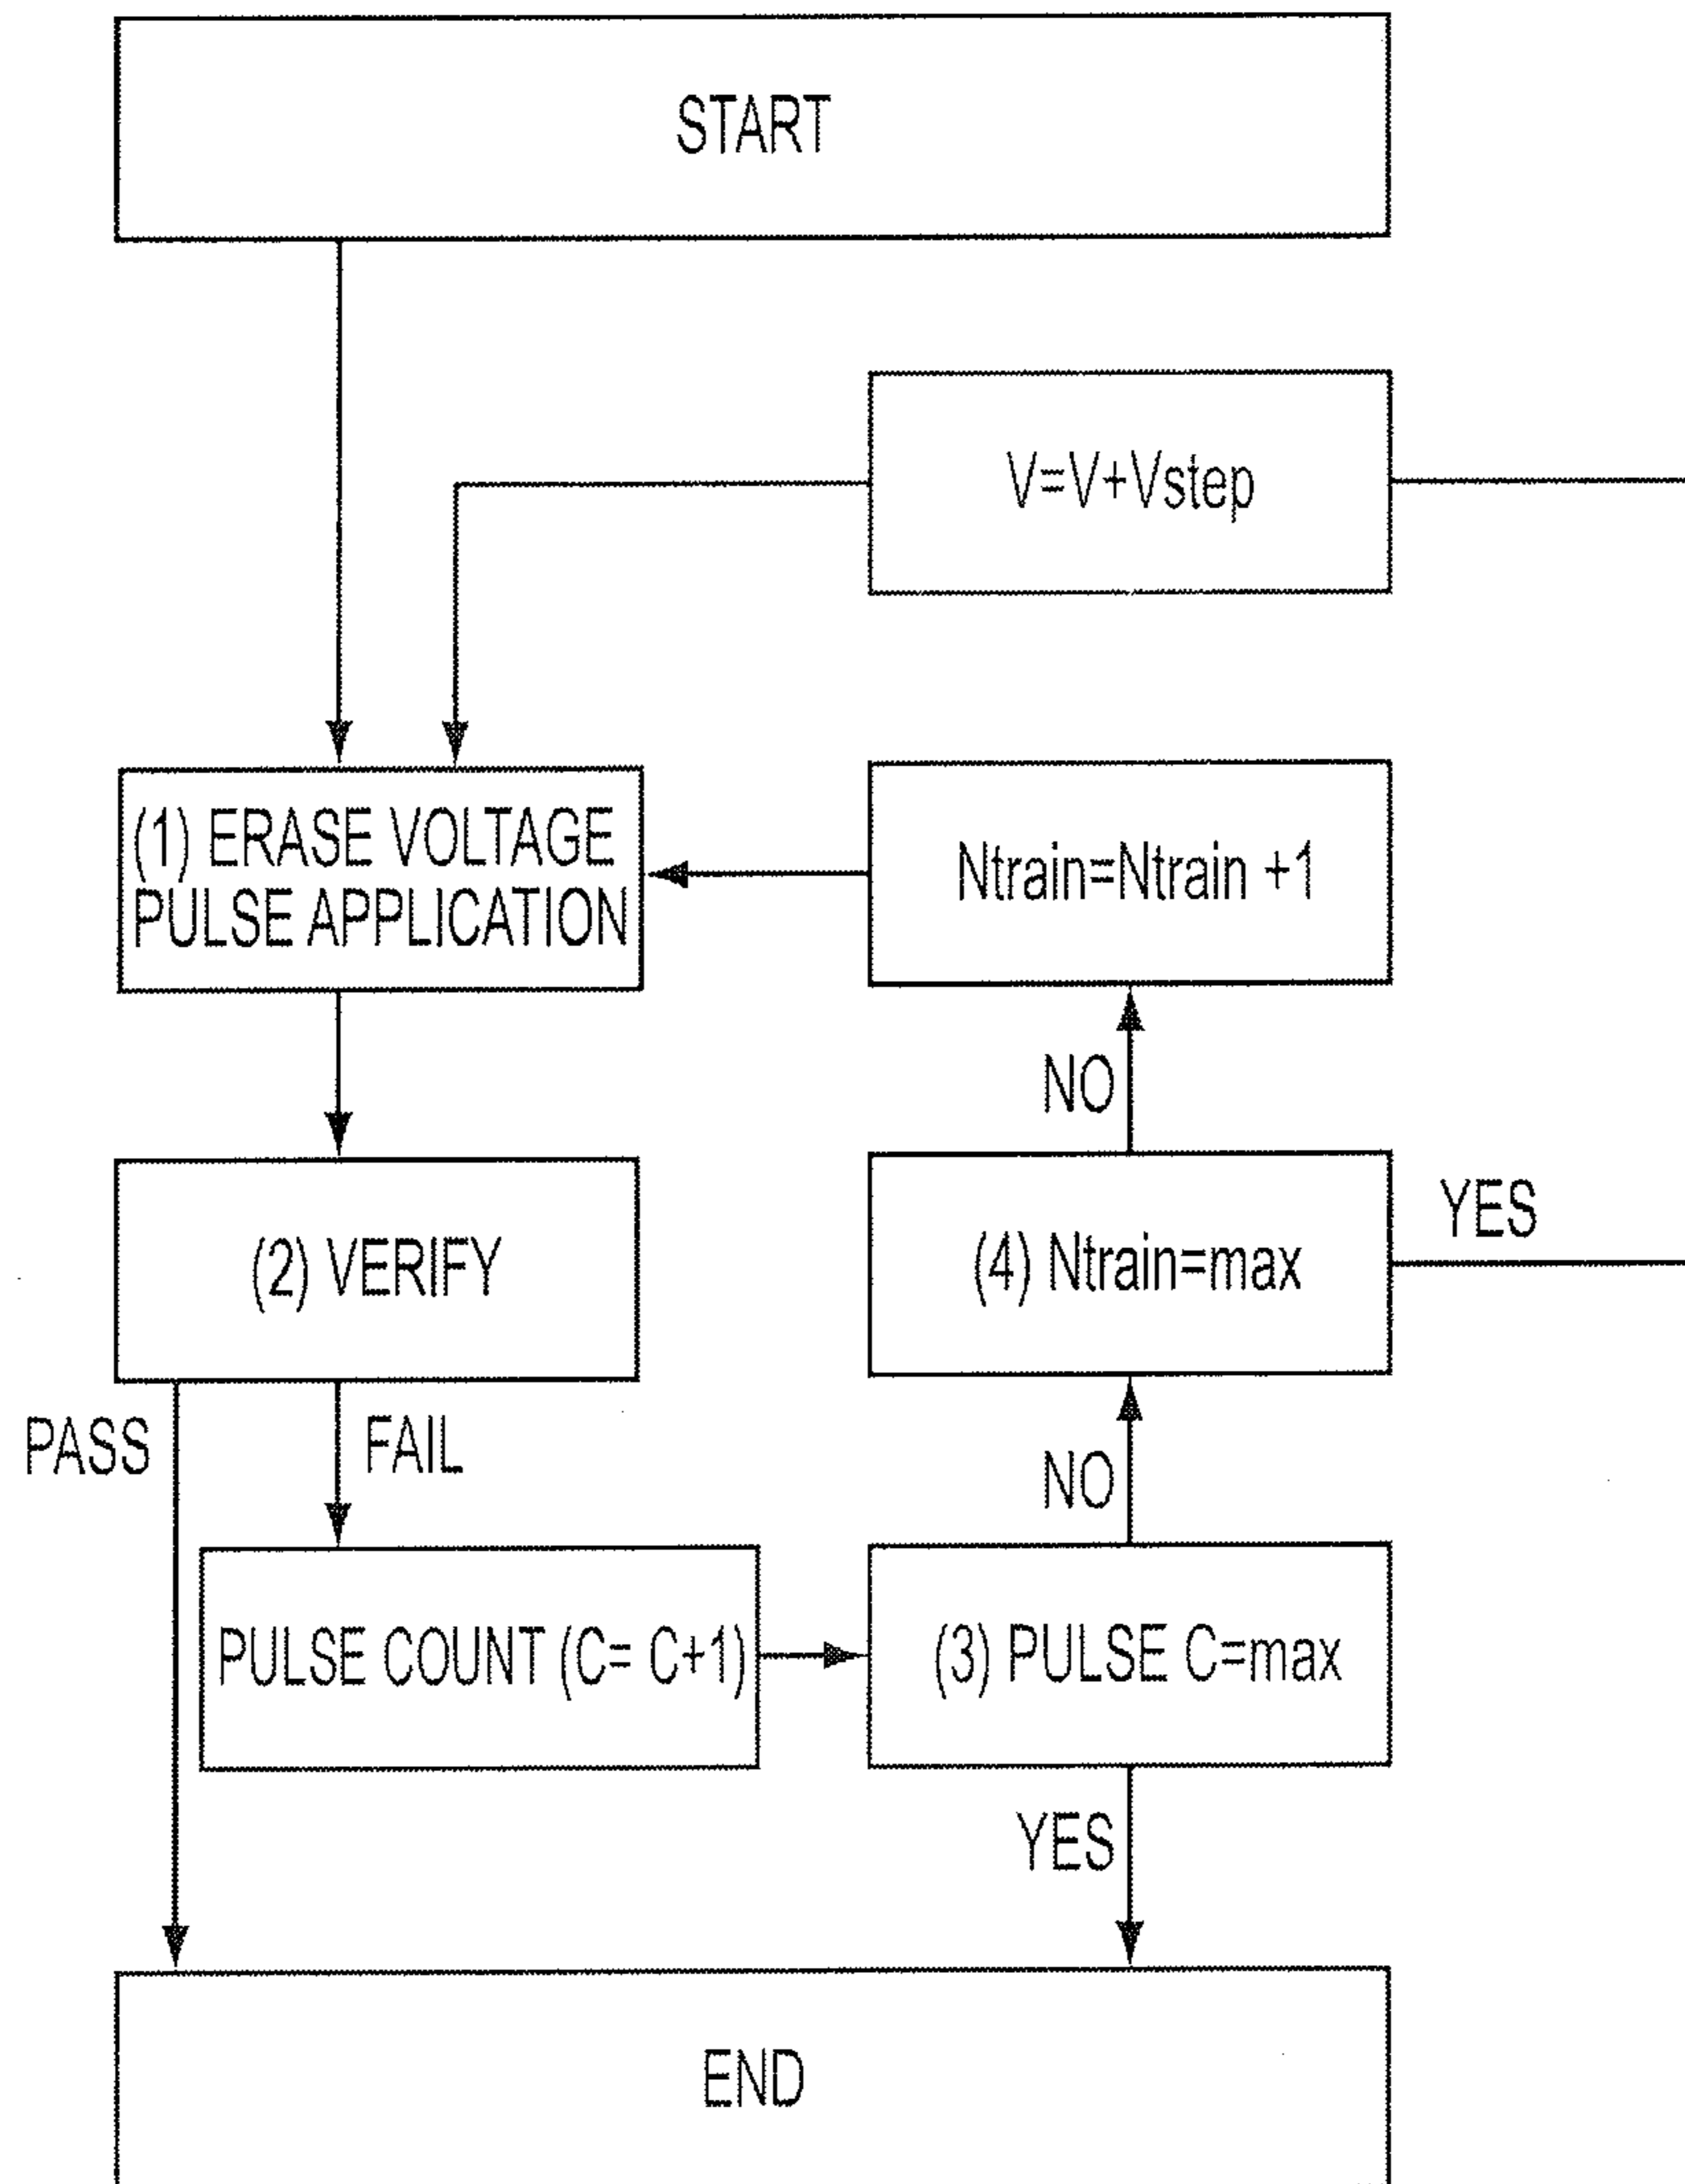 START
V=V+Vstep
(1) ERASE VOLTAGE
PULSE APPLICATION
Ntrain=Ntrain +1
NO
(2) VERIFY
(4) Ntrain=max
YES
PASS
FAIL
NO
PULSE COUNT (C= C+1)
(3) PULSE C=max
YES
END